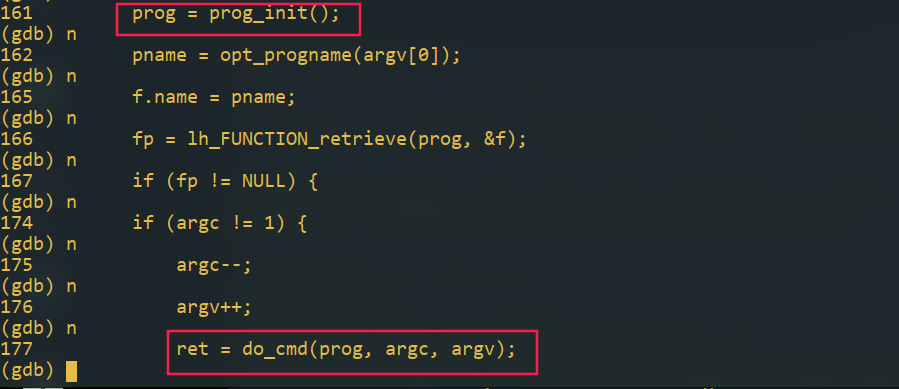 161         prog = prog_init();
(gdb) n
162         pname = opt_progname(argv[0]);
(gdb) n
165         f.name = pname;
(gdb) n
166         fp = lh_FUNCTION_retrieve(prog, &f);
(gdb) n
167         if (fp != NULL) {
(gdb) n
174         if (argc != 1) {
(gdb) n
175             argc--;
(gdb) n
176             argv++;
(gdb) n
177             ret = do_cmd(prog, argc, argv);
(gdb)